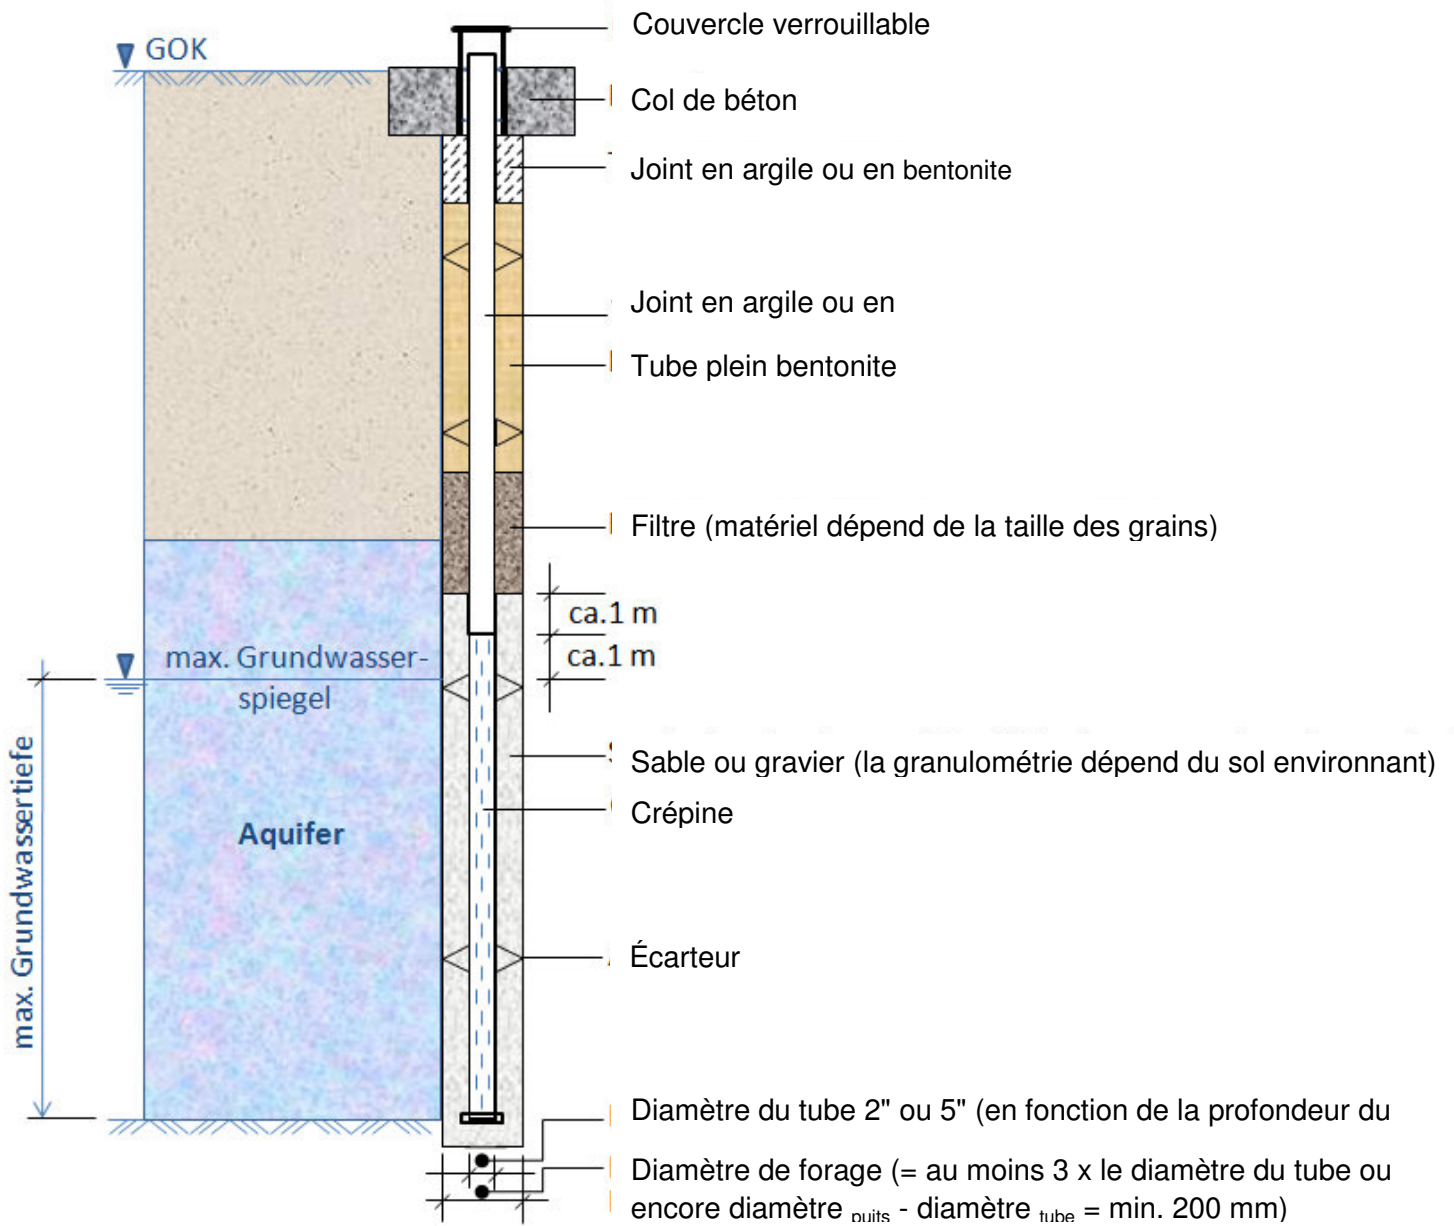 Couvercle verrouillable
GOK
Col de béton
Joint en argile ou en bentonite
Joint en argile ou en
Tube plein bentonite
Filtre (matériel dépend de la taille des grains)
ca.1 m
ca.1 m
max. Grundwasser-
spiegel
max. Grundwassertiefe
Sable ou gravier (la granulométrie dépend du sol environnant)
Crépine
Aquifer
Écarteur
Diamètre du tube 2" ou 5" (en fonction de la profondeur du
Diamètre de forage (= au moins 3 x le diamètre du tube ou
encore diamètre puits - diamètre tube = min. 200 mm)